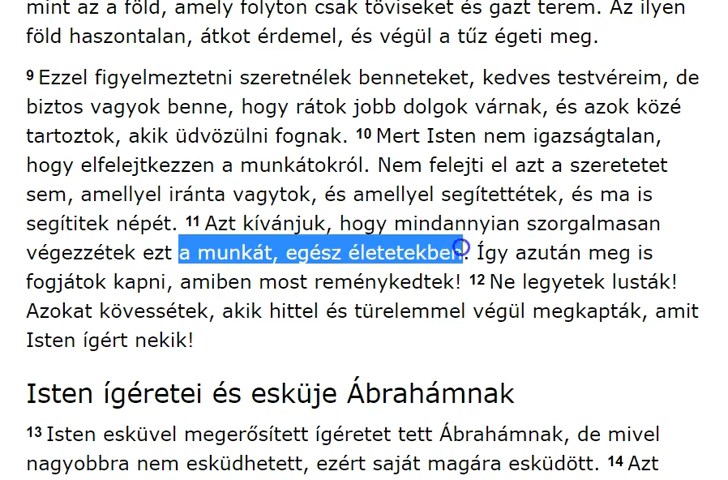 mint az a föld, amely folyton csak töviseket és gazt terem. Az ilyen
föld haszontalan, átkot érdemel, és végül a tűz égeti meg.
9 Ezzel figyelmeztetni szeretnélek benneteket, kedves testvéreim, de
biztos vagyok benne, hogy rátok jobb dolgok várnak, és azok közé
tartoztok, akik üdvözülni fognak. 10 Mert Isten nem igazságtalan,
hogy elfelejtkezzen a munkátokról. Nem felejti el azt a szeretetet
sem, amellyel iránta vagytok, és amellyel segítettétek, és ma is
segítitek népét. 11 Azt kívánjuk, hogy mindannyian szorgalmasan
végezzétek ezt a munkát, egész életetekben. Így azután meg is
fogjátok kapni, amiben most reménykedtek! 12 Ne legyetek lusták!
Azokat kövessétek, akik hittel és türelemmel végül megkapták, amit
Isten ígért nekik!
Isten ígéretei és esküje Ábrahámnak
13 Isten esküvel megerősített ígéretet tett Ábrahámnak, de mivel
nagyobbra nem esküdhetett, ezért saját magára esküdött. 14 Azt